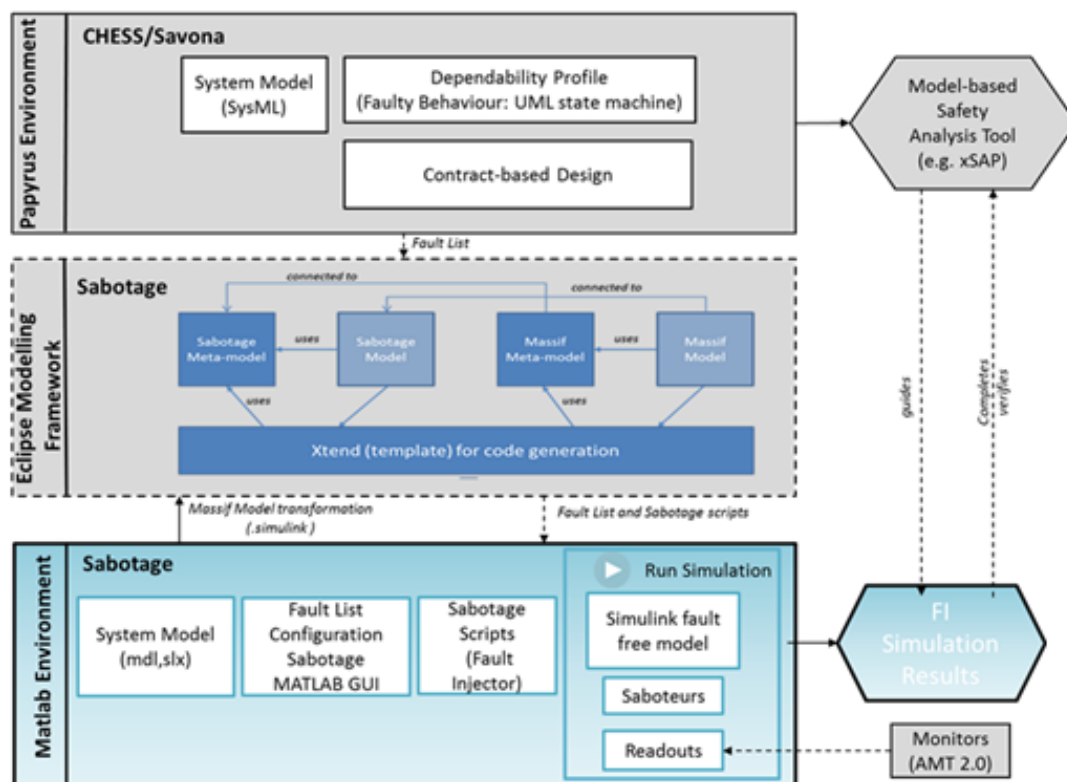 Papyrus Environment
CHESS/Savona
System Model
(SysML)
Dependability Profile
(Faulty Behaviour: UML state machine)
Contract-based Design
Model-based
Safety
Analysis Tool
(e.g. xSAP)
Fault List
Eclipse Modelling
Framework
Sabotage
connected to
connected to
Sabotage
Meta-model
uses
Sabotage
Model
Massif
Meta-model
uses
Massif
Model
uses
uses
Xtend (template) for code generation
guides
Completes
verifies
Massif Model transformation
(.simulink )
Fault List and Sabotage scripts
Matlab Environment
Sabotage
System Model
(mdl,slx)
Fault List
Configuration
Sabotage
MATLAB GUI
Sabotage
Scripts
(Fault
Injector)
Run Simulation
Simulink fault
free model
Saboteurs
Readouts
FI
Simulation
Results
Monitors
(AMT 2.0)